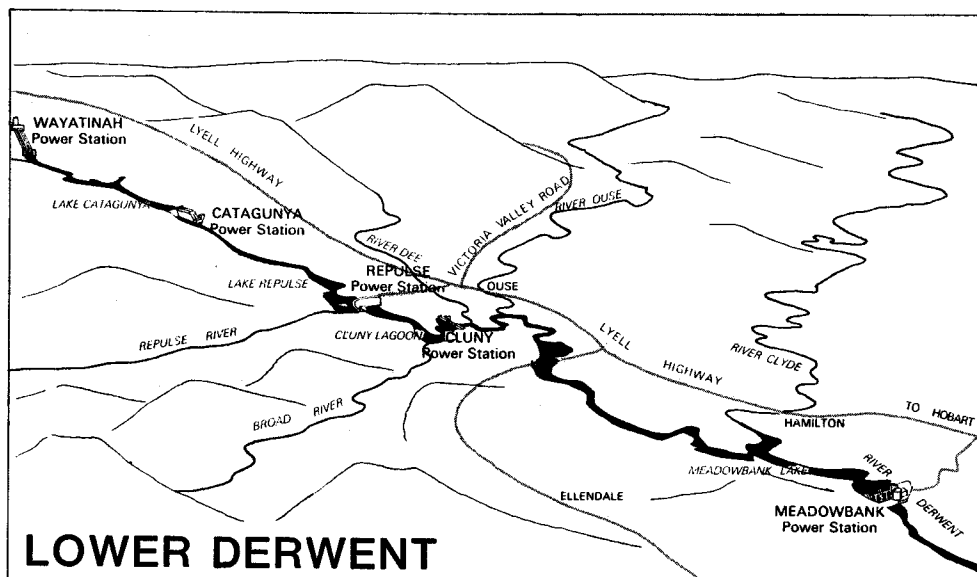 WAYATINAH
Power Station
LYELL HIGHWAY
LAKE CATAGUNYA
CATAGUNYA
Power Station
VICTORIA VALLEY ROAD
RIVER OUSE
RIVER DEE
REPULSE
Power Station
LAKE REPULSE
OUSE
REPULSE RIVER
CLUNY LAGOON
CLUNY
Power Station
LYELL HIGHWAY
RIVER CLYDE
BROAD RIVER
TO HOBART
HAMILTON
MEADOWBANK LAKE
RIVER DERWENT
ELLENDALE
MEADOWBANK
Power Station
LOWER DERWENT